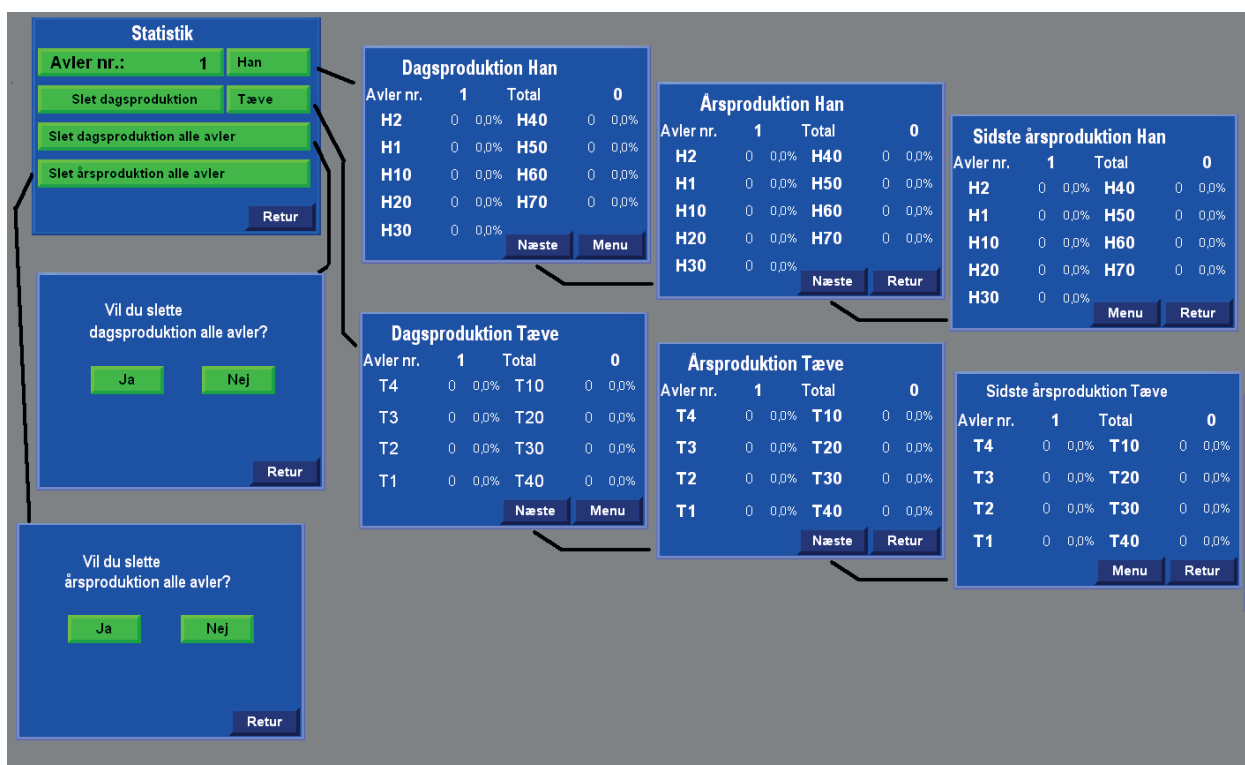 Statistik
Avler nr.: 1 Han
Slet dagsproduktion Tæve
Slet dagsproduktion alle avler
Slet årsproduktion alle avler
Retur
Dagsproduktion Han
Avler nr. 1 Total 0
H2 0 0,0% H40 0 0,0%
H1 0 0,0% H50 0 0,0%
H10 0 0,0% H60 0 0,0%
H20 0 0,0% H70 0 0,0%
H30 0 0,0%
Næste Menu
Årsproduktion Han
Avler nr. 1 Total 0
H2 0 0,0% H40 0 0,0%
H1 0 0,0% H50 0 0,0%
H10 0 0,0% H60 0 0,0%
H20 0 0,0% H70 0 0,0%
H30 0 0,0%
Næste Retur
Sidste årsproduktion Han
Avler nr. 1 Total 0
H2 0 0,0% H40 0 0,0%
H1 0 0,0% H50 0 0,0%
H10 0 0,0% H60 0 0,0%
H20 0 0,0% H70 0 0,0%
H30 0 0,0%
Menu Retur
Vil du slette
dagsproduktion alle avler?
Ja Nej
Retur
Dagsproduktion Tæve
Avler nr. 1 Total 0
T4 0 0,0% T10 0 0,0%
T3 0 0,0% T20 0 0,0%
T2 0 0,0% T30 0 0,0%
T1 0 0,0% T40 0 0,0%
Næste Menu
Årsproduktion Tæve
Avler nr. 1 Total 0
T4 0 0,0% T10 0 0,0%
T3 0 0,0% T20 0 0,0%
T2 0 0,0% T30 0 0,0%
T1 0 0,0% T40 0 0,0%
Næste Retur
Sidste årsproduktion Tæve
Avler nr. 1 Total 0
T4 0 0,0% T10 0 0,0%
T3 0 0,0% T20 0 0,0%
T2 0 0,0% T30 0 0,0%
T1 0 0,0% T40 0 0,0%
Menu Retur
Vil du slette
årsproduktion alle avler?
Ja Nej
Retur